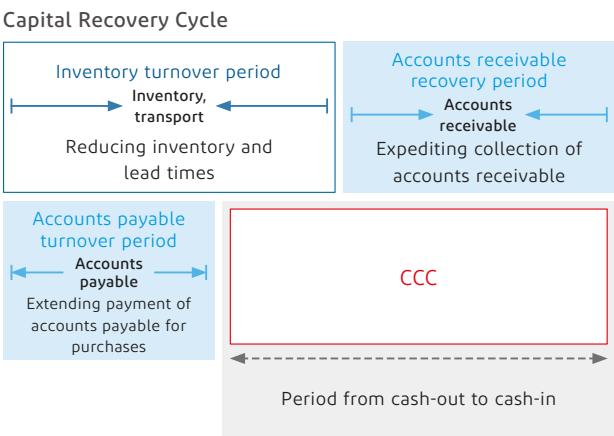 Capital Recovery Cycle
Inventory turnover period
Inventory,
transport
Reducing inventory and
lead times
Accounts receivable
recovery period
Accounts
receivable
Expediting collection of
accounts receivable
Accounts payable
turnover period
Accounts
payable
Extending payment of
accounts payable for
purchases
CCC
Period from cash-out to cash-in